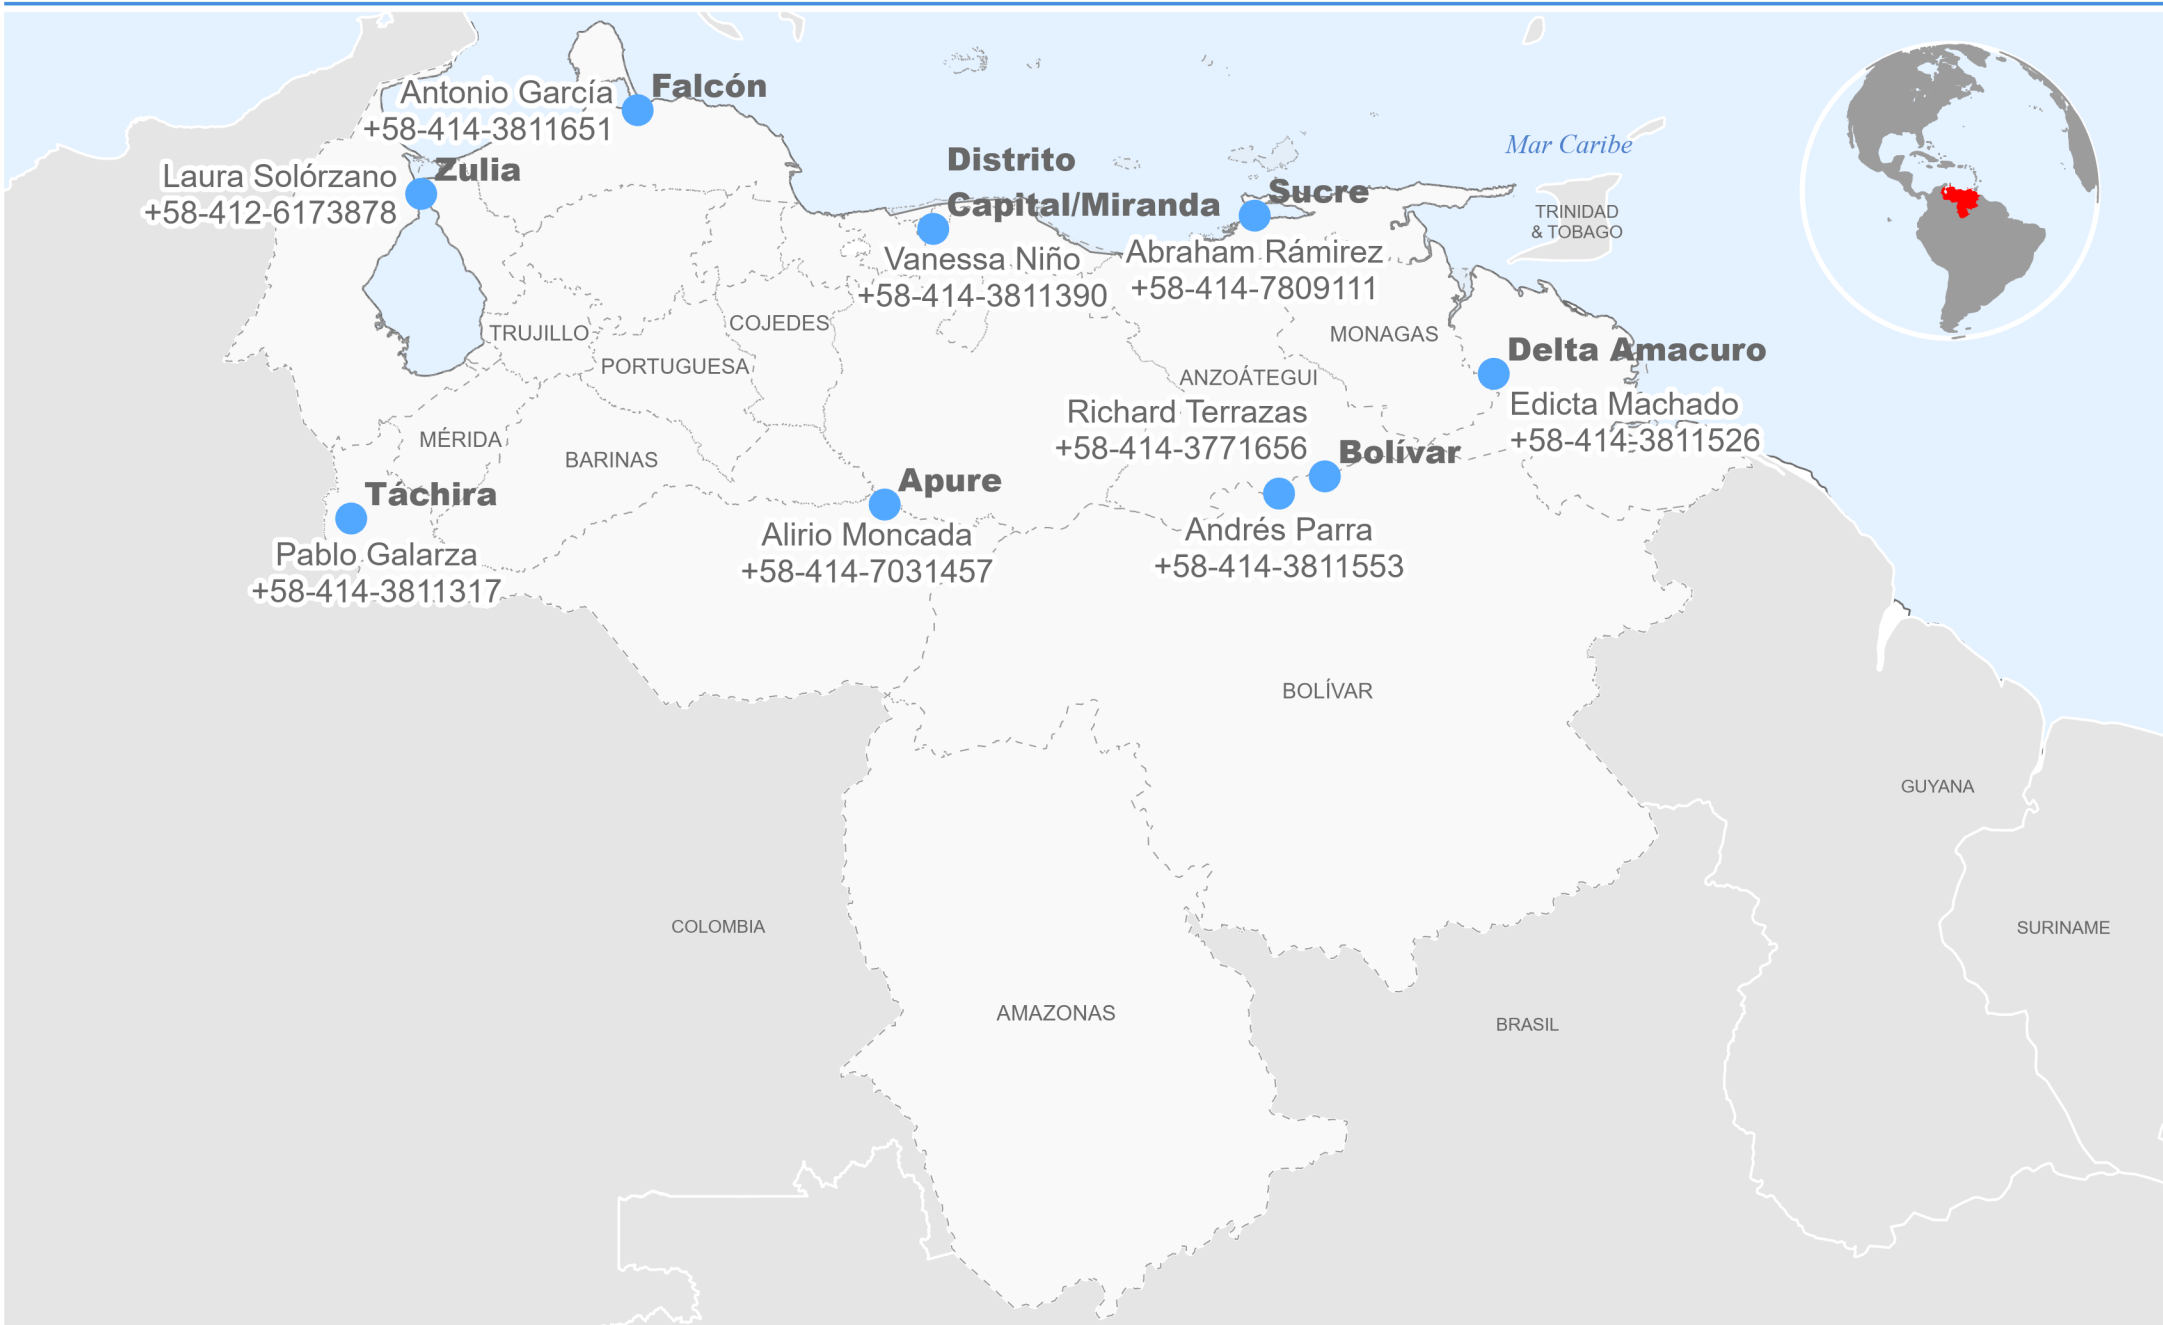 Antonio García
+58-414-3811651
Falcón
Laura Solórzano
+58-412-6173878
Zulia
Distrito
Capital/Miranda
Vanessa Niño
+58-414-3811390
Sucre
Abraham Rámirez
+58-414-7809111
Mar Caribe
TRINIDAD
& TOBAGO
TRUJILLO
COJEDES
PORTUGUESA
MONAGAS
ANZOÁTEGUI
Delta Amacuro
Edicta Machado
+58-414-3811526
Richard Terrazas
+58-414-3771656
Bolívar
Andrés Parra
+58-414-3811553
MÉRIDA
BARINAS
Apure
Alirio Moncada
+58-414-7031457
Táchira
Pablo Galarza
+58-414-3811317
BOLÍVAR
GUYANA
COLOMBIA
SURINAME
AMAZONAS
BRASIL